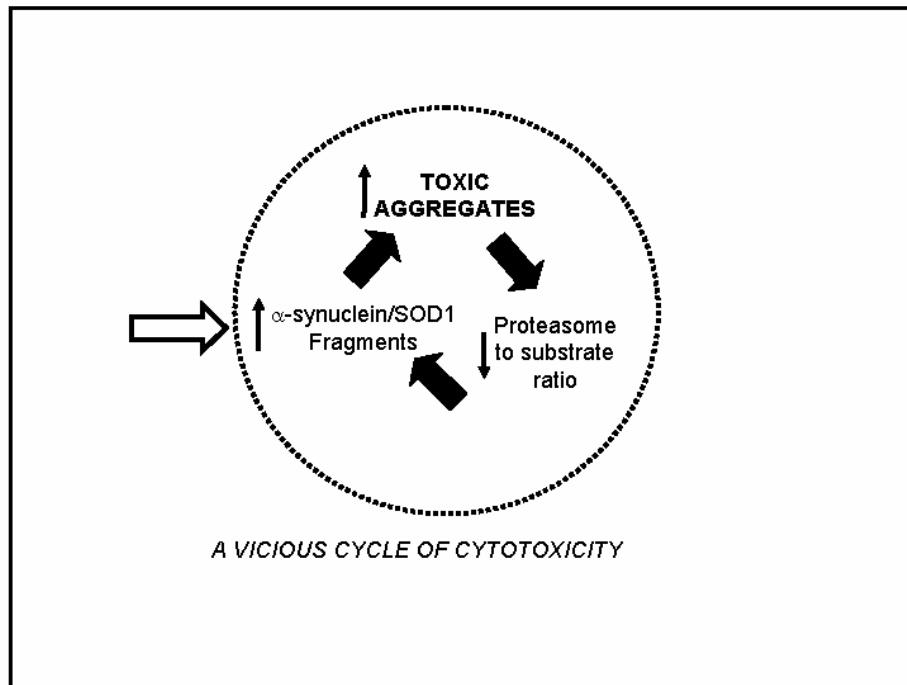 TOXIC
AGGREGATES
α-synuclein/SOD1
Fragments
Proteasome
to substrate
ratio
A VICIOUS CYCLE OF CYTOTOXICITY